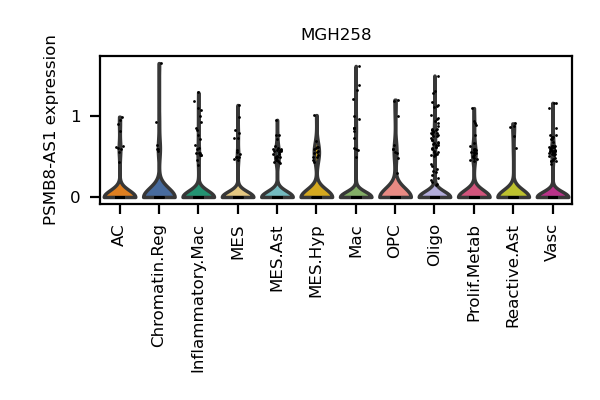 MGH258
PSMB8-AS1 expression
1
0
AC
Chromatin.Reg
Inflammatory.Mac
MES
MES.Ast
MES.Hyp
Mac
OPC
Oligo
Prolif.Metab
Reactive.Ast
Vasc